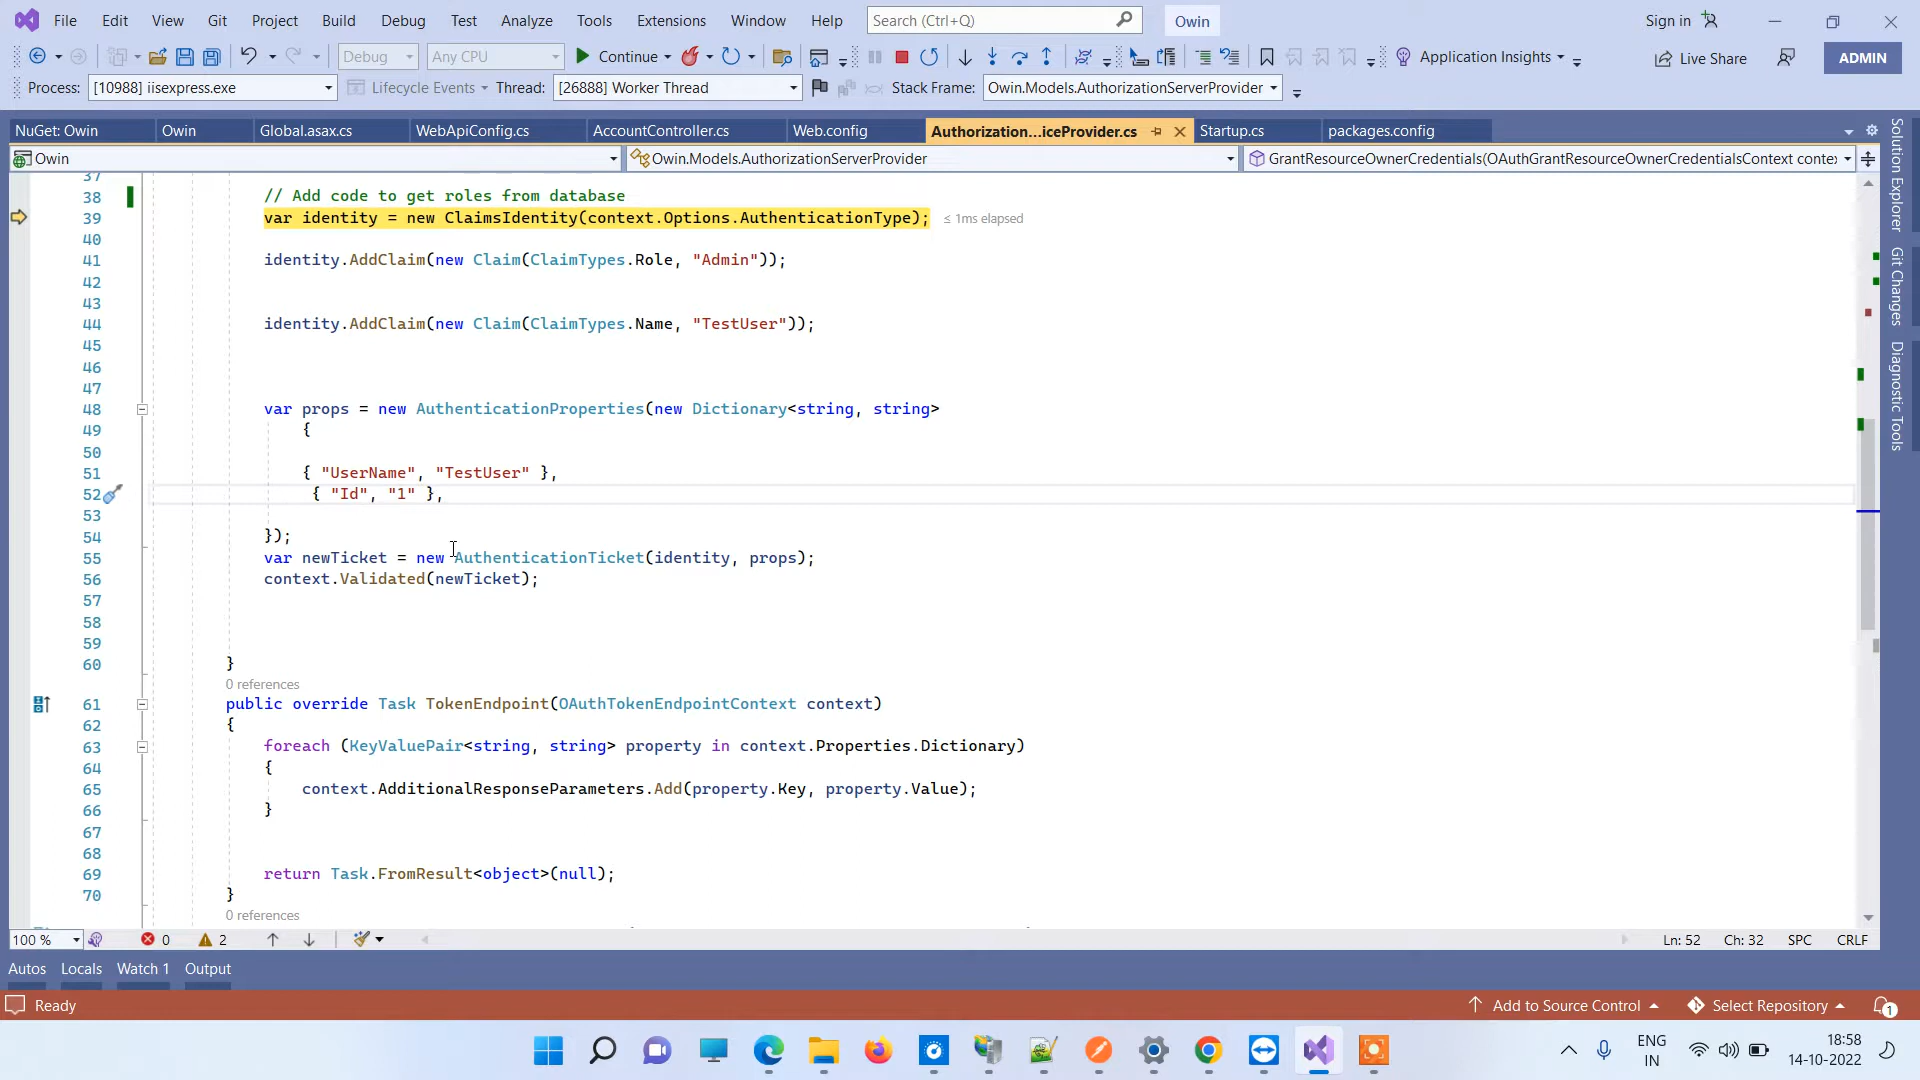 File Edit View Git Project Build Debug Test Analyze Tools Extensions Window Help Search (Ctrl+Q) Owin Sign in
Debug Any CPU Continue Application Insights Live Share ADMIN
Process: [10988] iisexpress.exe Lifecycle Events Thread: [26888] Worker Thread Stack Frame: Owin.Models.AuthorizationServerProvider
NuGet: Owin Owin Global.asax.cs WebApiConfig.cs AccountController.cs Web.config Authorization...iceProvider.cs Startup.cs packages.config
Owin Owin.Models.AuthorizationServerProvider GrantResourceOwnerCredentials(OAuthGrantResourceOwnerCredentialsContext conte
37
38 // Add code to get roles from database
39 var identity = new ClaimsIdentity(context.Options.AuthenticationType); ≤ 1ms elapsed
40
41 identity.AddClaim(new Claim(ClaimTypes.Role, "Admin"));
42
43
44 identity.AddClaim(new Claim(ClaimTypes.Name, "TestUser"));
45
46
47
48 var props = new AuthenticationProperties(new Dictionary<string, string>
49 {
50
51 { "UserName", "TestUser" },
52 { "Id", "1" },
53
54 });
55 var newTicket = new AuthenticationTicket(identity, props);
56 context.Validated(newTicket);
57
58
59
60 }
0 references
61 public override Task TokenEndpoint(OAuthTokenEndpointContext context)
62 {
63 foreach (KeyValuePair<string, string> property in context.Properties.Dictionary)
64 {
65 context.AdditionalResponseParameters.Add(property.Key, property.Value);
66 }
67
68
69 return Task.FromResult<object>(null);
70 }
0 references
Solution Explorer
Git Changes
Diagnostic Tools
100 % 0 2 Ln: 52 Ch: 32 SPC CRLF
Autos Locals Watch 1 Output
Ready Add to Source Control Select Repository 1
ENG
IN
18:58
14-10-2022